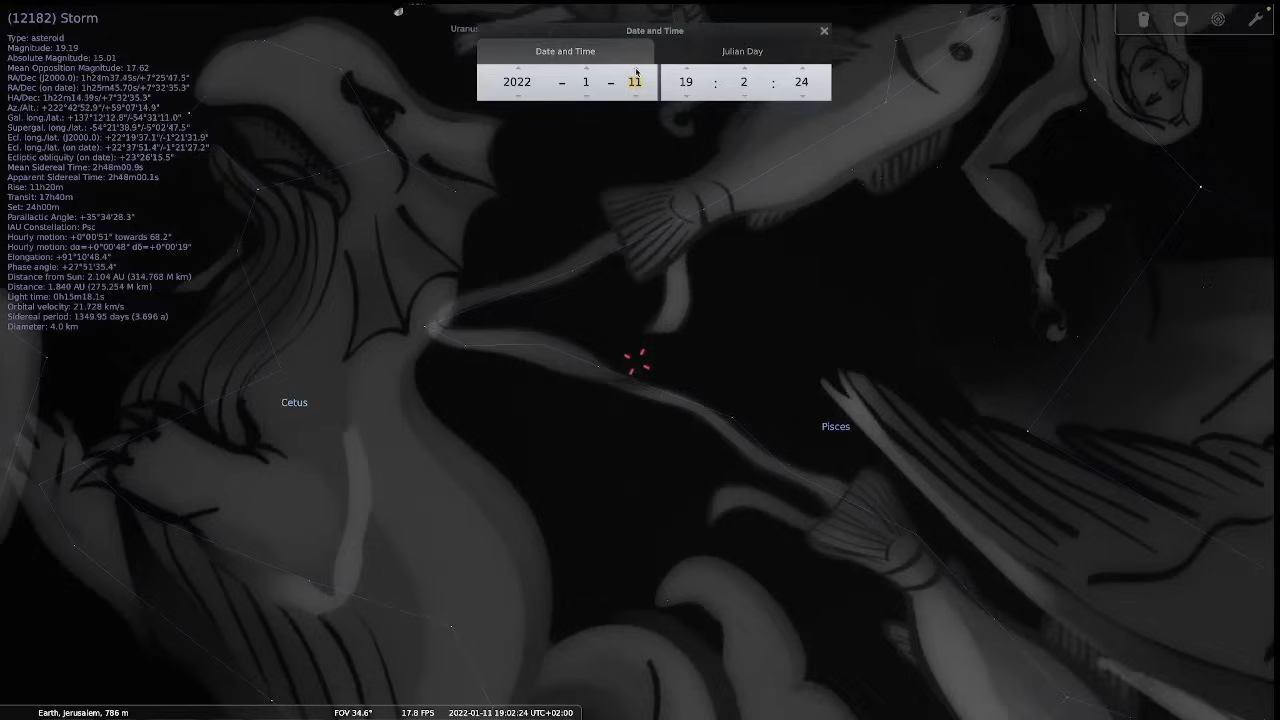 (12182) Storm
Type: asteroid
Magnitude: 19.19
Absolute Magnitude: 15.01
Mean Opposition Magnitude: 17.62
RA/Dec (J2000.0): 1h24m37.45s/+7°25'47.5"
RA/Dec (on date): 1h25m45.70s/+7°32'35.3"
HA/Dec: 1h22m14.39s/+7°32'35.3"
Az./Alt.: +222°42'52.9"/+59°07'14.9"
Gal. long./lat.: +137°12'12.8"/-54°31'11.0"
Supergal. long./lat.: -54°21'38.9"/-5°02'47.5"
Ecl. long./lat. (J2000.0): +22°19'37.1"/-1°21'31.9"
Ecl. long./lat. (on date): +22°37'51.4"/-1°21'27.2"
Ecliptic obliquity (on date): +23°26'15.5"
Mean Sidereal Time: 2h48m00.9s
Apparent Sidereal Time: 2h48m00.1s
Rise: 11h20m
Transit: 17h40m
Set: 24h00m
Parallactic Angle: +35°34'28.3"
IAU Constellation: Psc
Hourly motion: +0°00'51" towards 68.2°
Hourly motion: dα=+0°00'48" dδ=+0°00'19"
Elongation: +91°10'48.4"
Phase angle: +27°51'35.4"
Distance from Sun: 2.104 AU (314.768 M km)
Distance: 1.840 AU (275.254 M km)
Light time: 0h15m18.1s
Orbital velocity: 21.728 km/s
Sidereal period: 1349.95 days (3.696 a)
Diameter: 4.0 km
Uranus
Date and Time
Date and Time Julian Day
2022 – 1 – 11 19 : 2 : 24
Cetus
Pisces
Earth, Jerusalem, 786 m FOV 34.6° 17.8 FPS 2022-01-11 19:02:24 UTC+02:00